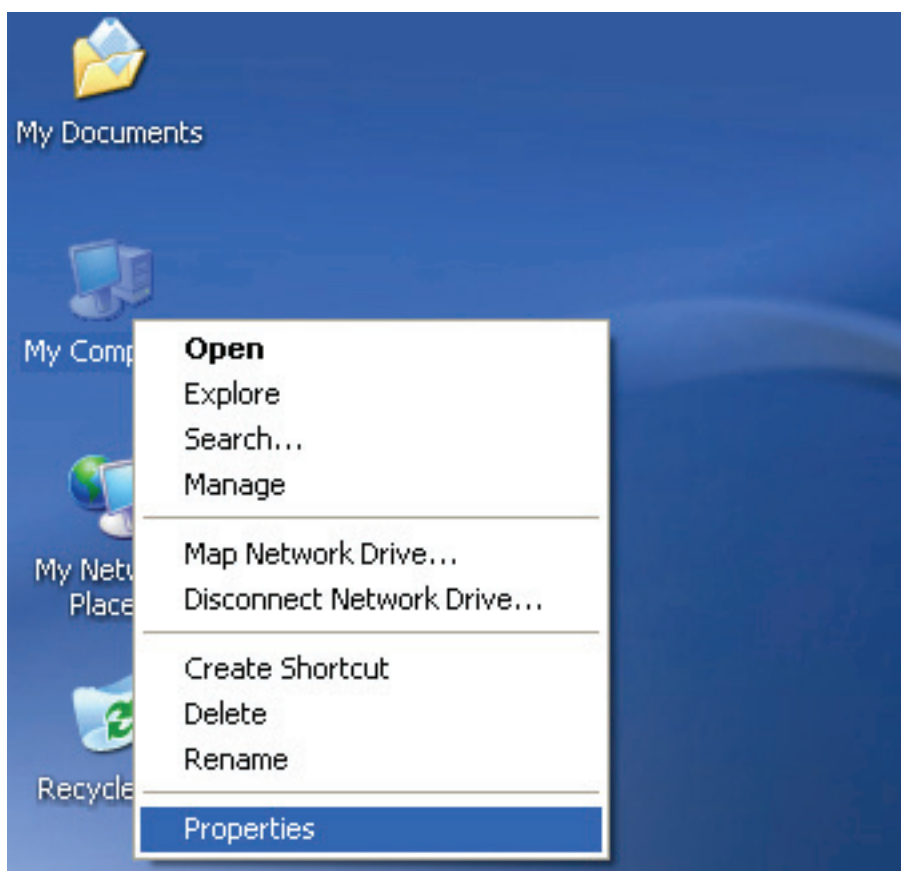 My Documents
My Comp
Open
Explore
Search...
Manage
Map Network Drive...
Disconnect Network Drive...
Create Shortcut
Delete
Rename
Properties
My Netw
Place
Recycle